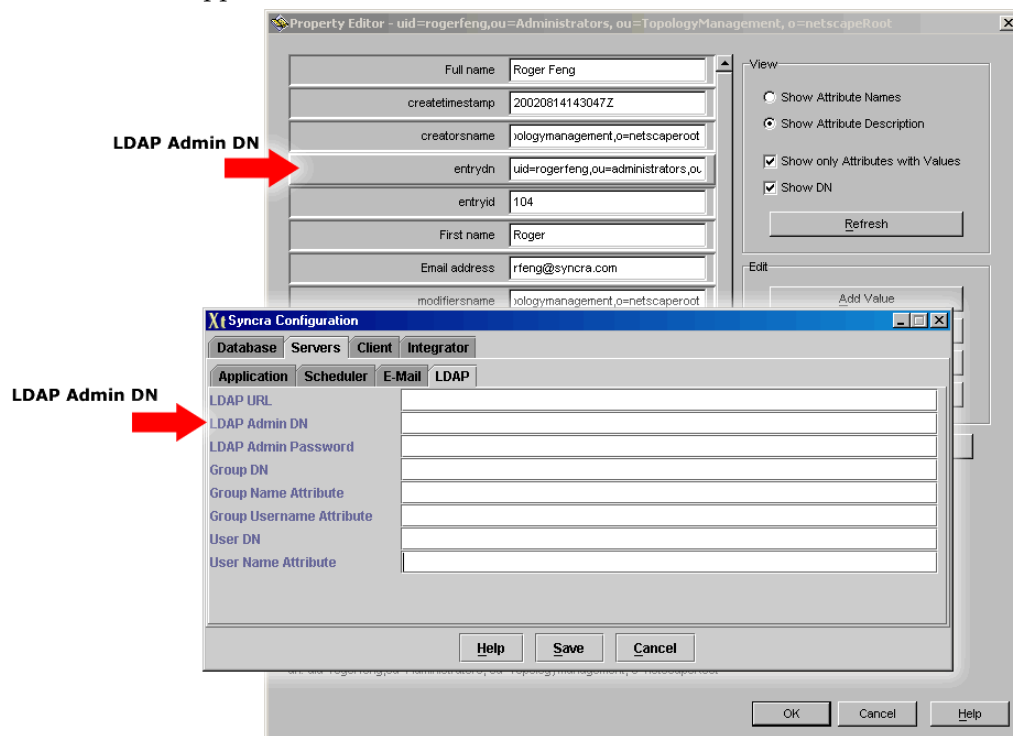 Property Editor - uid=rogerfeng,ou=Administrators, ou=TopologyManagement, o=netscapeRoot
Full name Roger Feng
createtimestamp 20020814143047Z
creatorsname ologymanagement,o=netscaperoot
LDAP Admin DN
entrydn uid=rogerfeng,ou=administrators,ou
entryid 104
First name Roger
Email address rfeng@syncra.com
modifiersname ologymanagement,o=netscaperoot
View
Show Attribute Names
Show Attribute Description
Show only Attributes with Values
Show DN
Refresh
Edit
Add Value
Syncra Configuration
Database Servers Client Integrator
Application Scheduler E-Mail LDAP
LDAP Admin DN
LDAP URL
LDAP Admin DN
LDAP Admin Password
Group DN
Group Name Attribute
Group Username Attribute
User DN
User Name Attribute
Help Save Cancel
OK Cancel Help